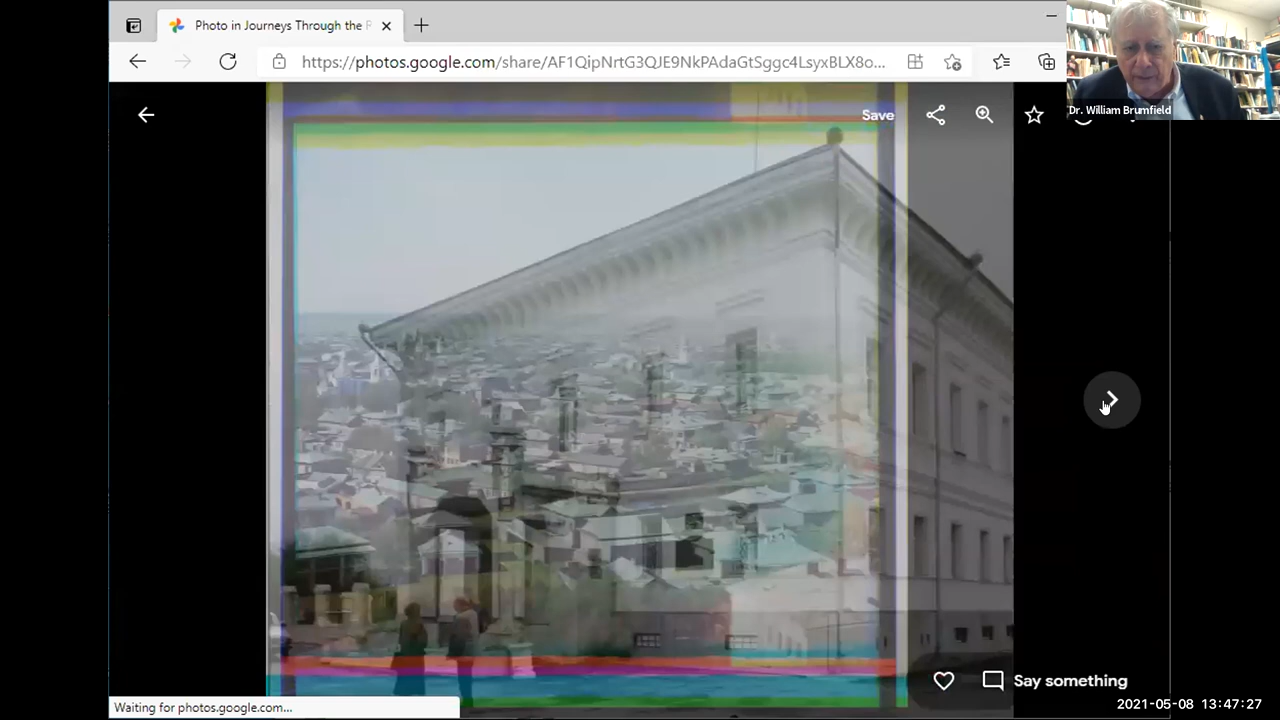 Photo in Journeys Through the R
https://photos.google.com/share/AF1QipNrtG3QJE9NkPAdaGtSggc4LsyxBLX8o...
Dr. William Brumfield
Save
Say something
Waiting for photos.google.com...
2021-05-08 13:47:27